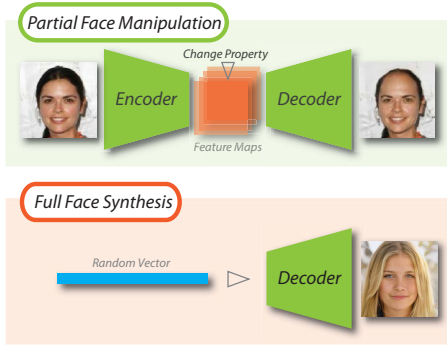 Partial Face Manipulation
Change Property
Encoder
Decoder
Feature Maps
Full Face Synthesis
Random Vector
Decoder